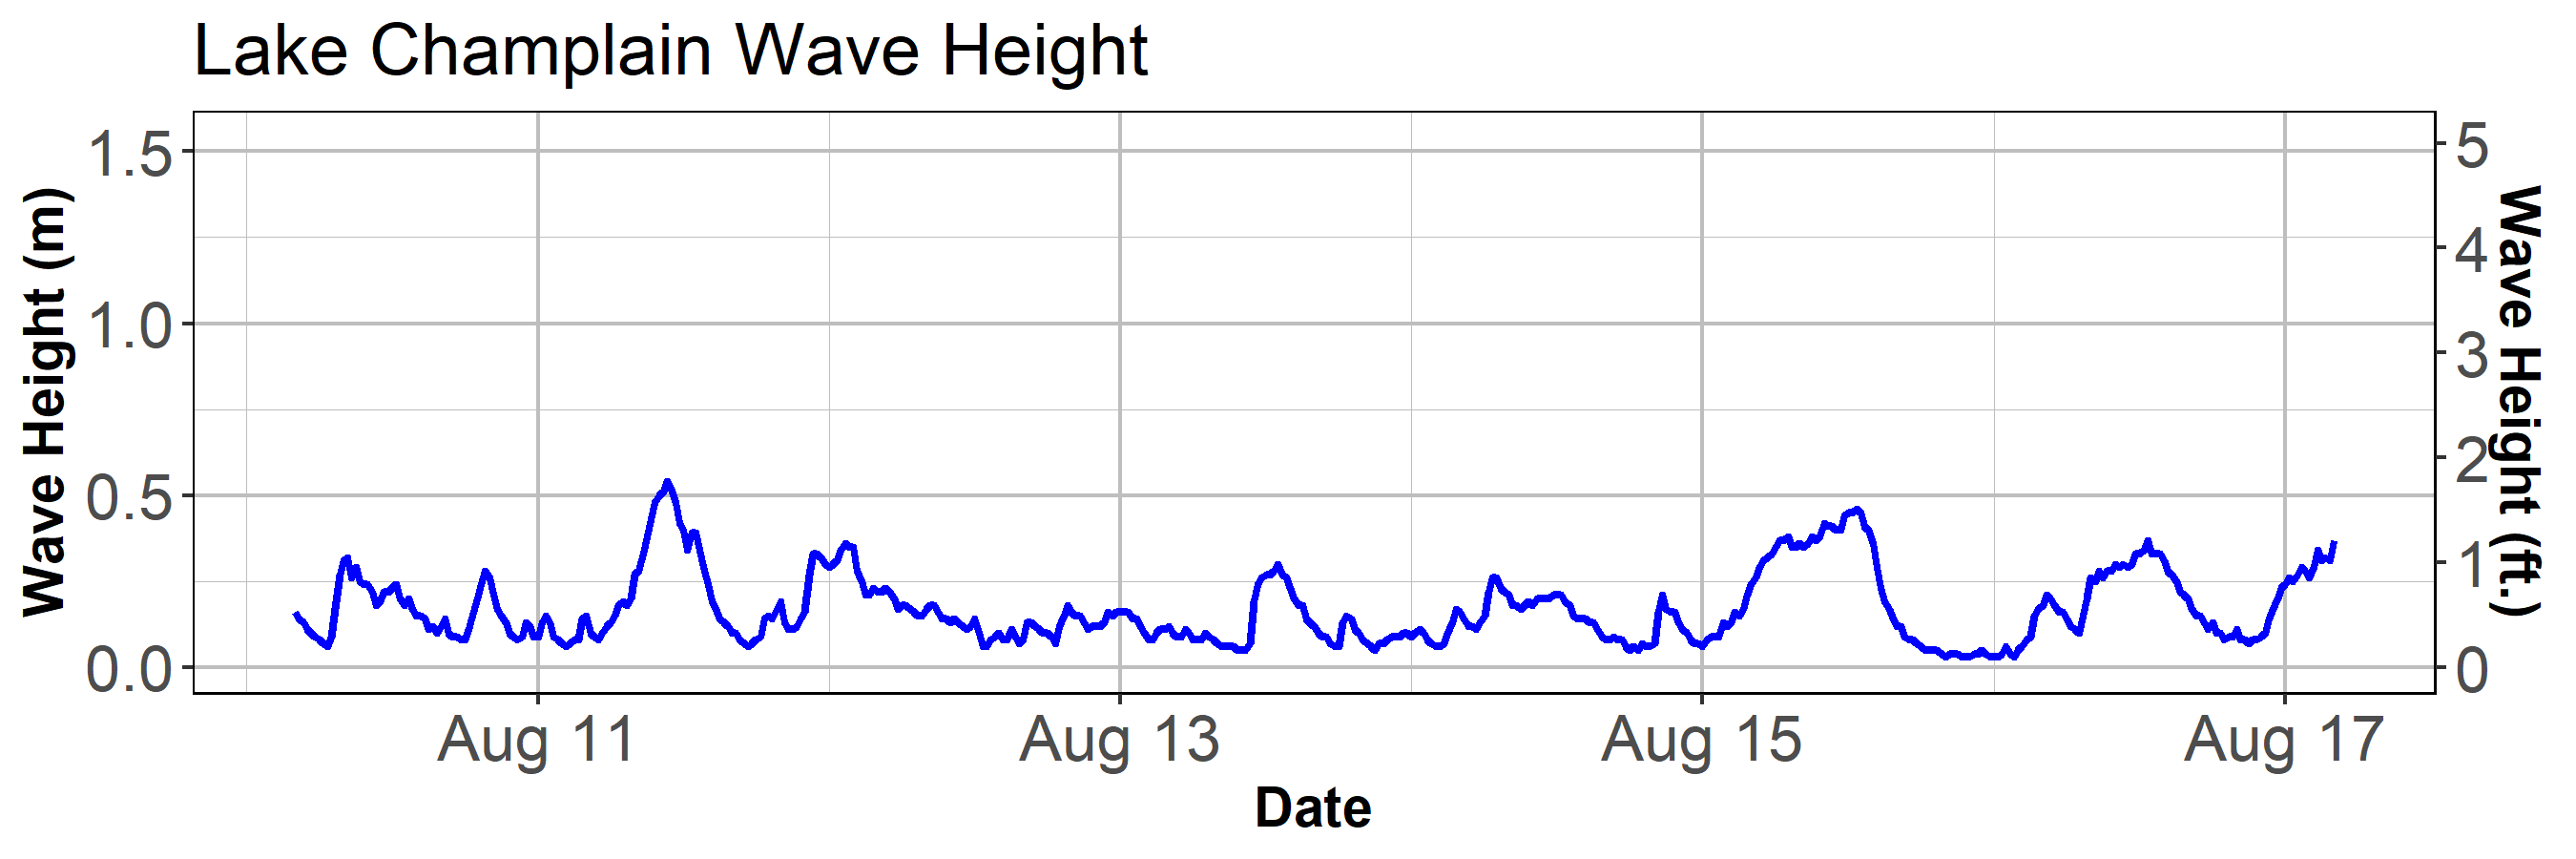 Lake Champlain Wave Height
Wave Height (m)
1.5
1.0
0.5
0.0
5
4
3
2
1
0
Wave Height (ft.)
Aug 11
Aug 13
Aug 15
Aug 17
Date